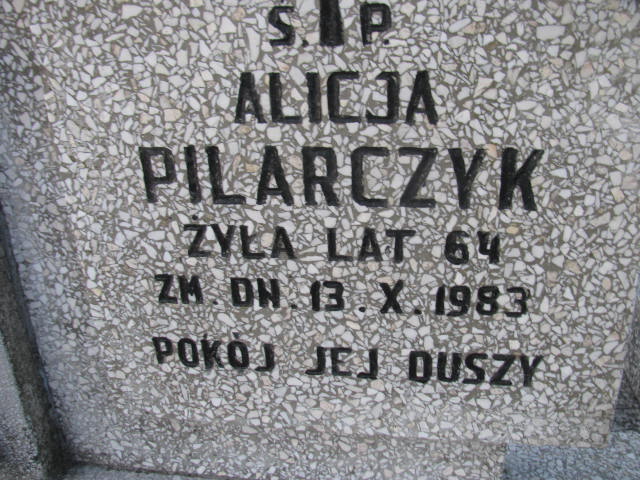 Ś. P.
ALICJA
PILARCZYK
ŻYŁA LAT 64
ZM. DN. 13. X. 1983
POKÓJ JEJ DUSZY